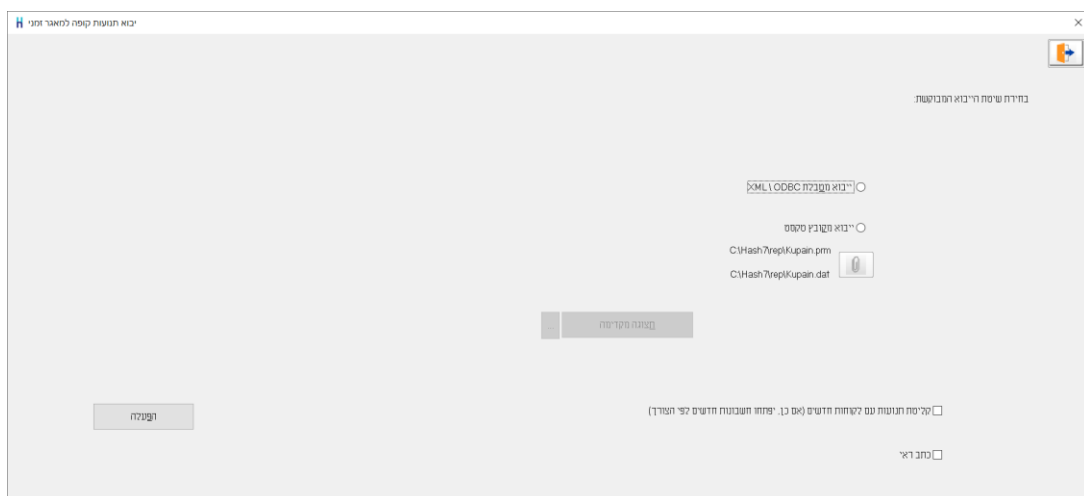 יבוא תנועות קופה למאגר זמני
בחירת שיטת הייבוא המבוקשת:
ייבוא מטבלת XML \ ODBC
ייבוא מקובץ טקסט
C:\Hash7\rep\Kupain.prm
C:\Hash7\rep\Kupain.dat
תצוגה מקדימה
...
קליטת תנועות עם לקוחות חדשים (אם כן, יפתחו חשבונות חדשים לפי הצורך)
הפעלה
כתב ראי